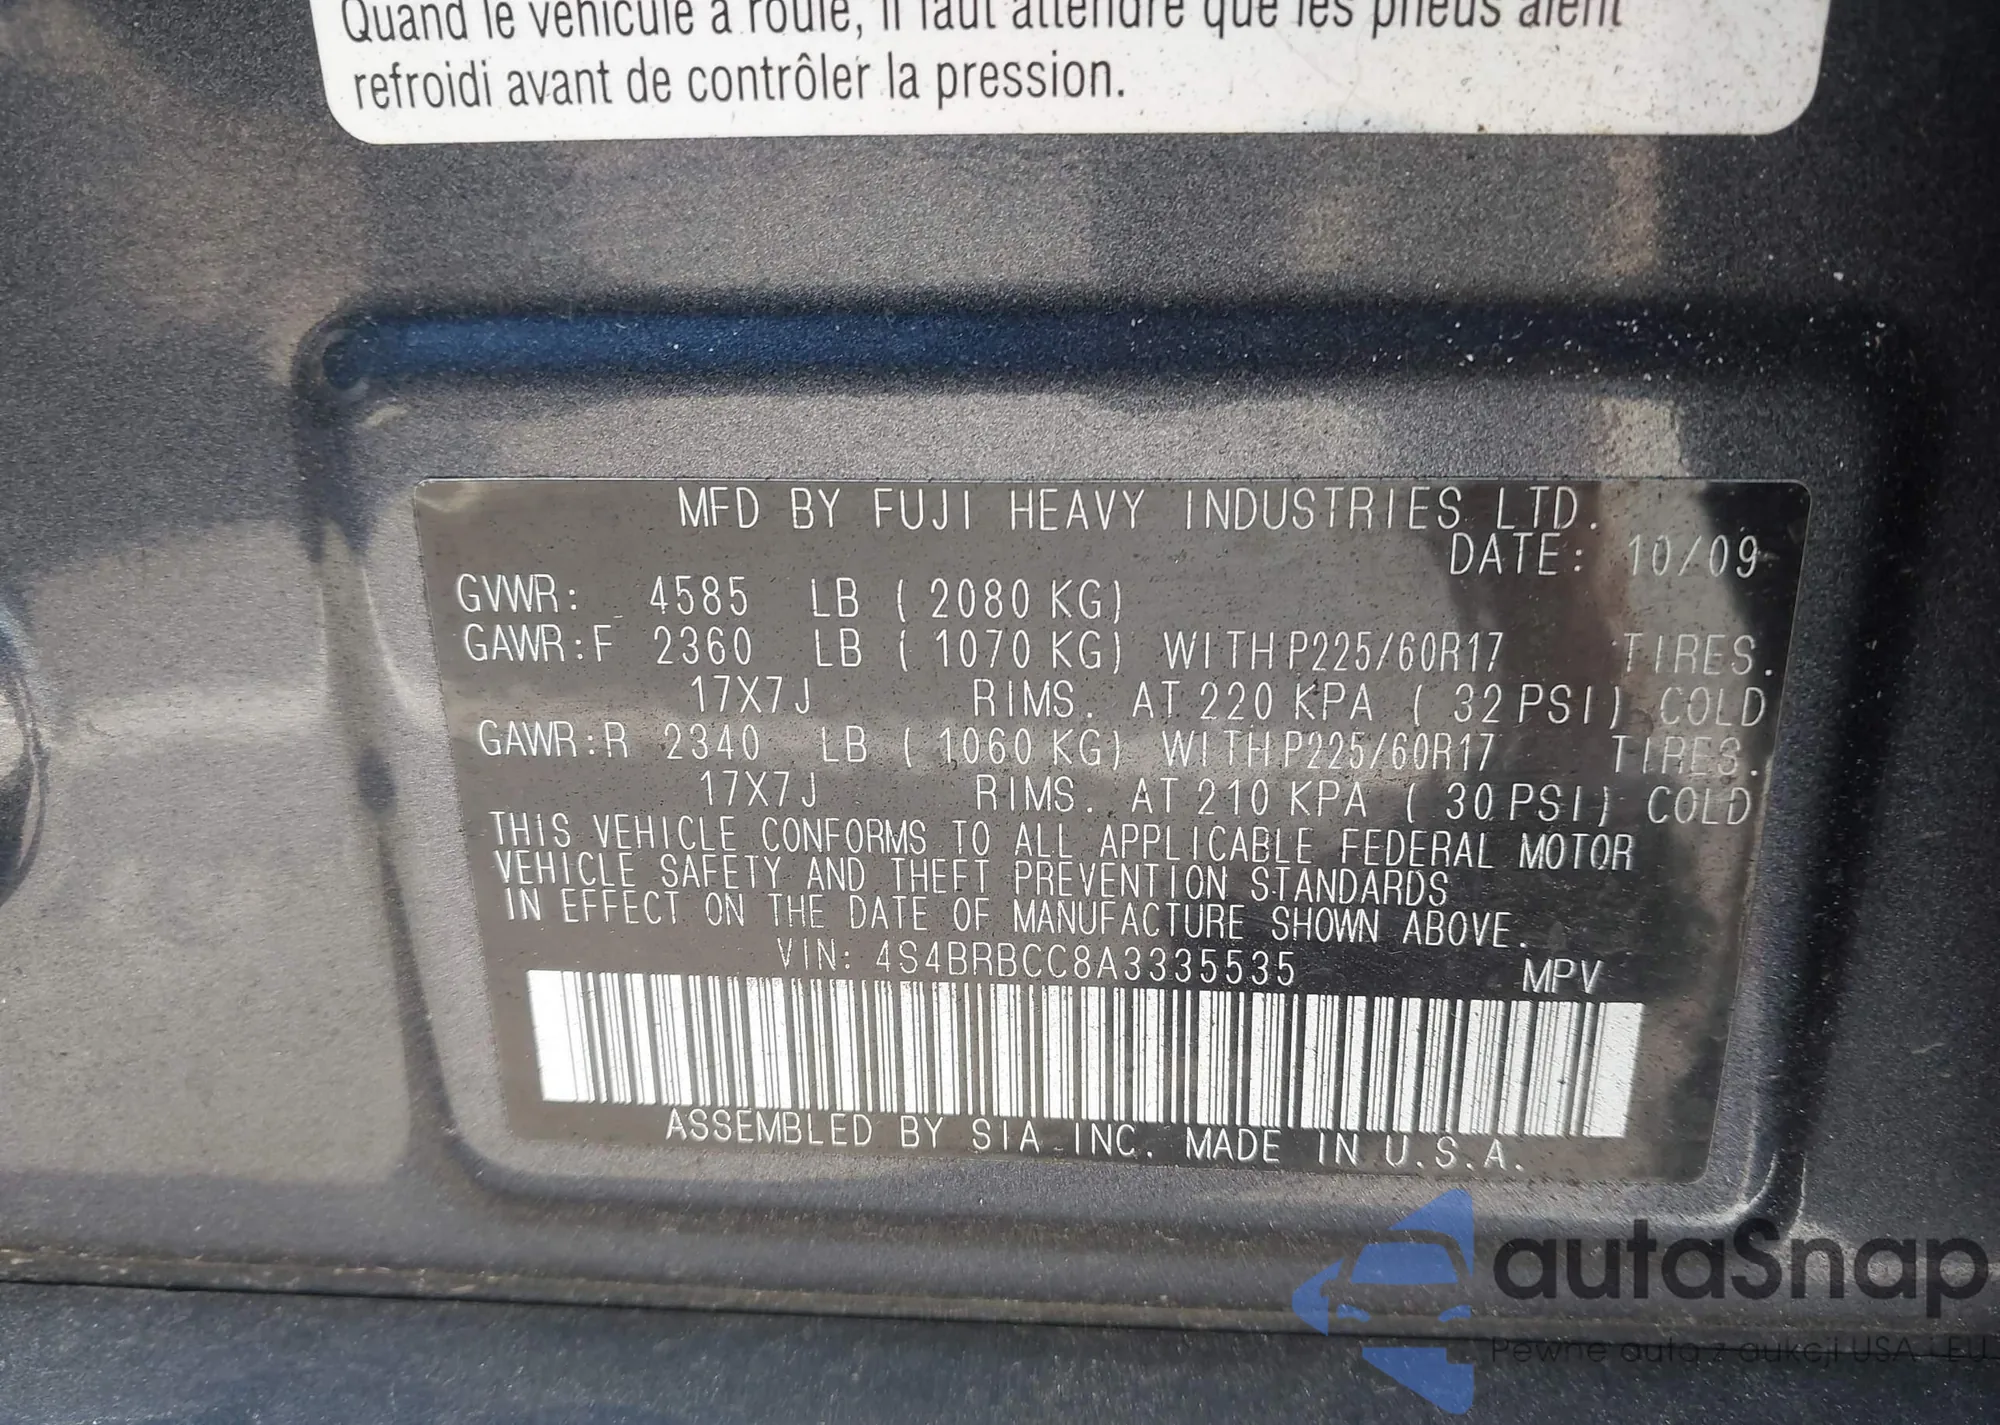 Quand le véhicule a roulé, il faut attendre que les pneus aient
refroidi avant de contrôler la pression.
MFD BY FUJI HEAVY INDUSTRIES LTD.
DATE: 10/09
GVWR: 4585 LB ( 2080 KG)
GAWR:F 2360 LB ( 1070 KG) WITH P225/60R17 TIRES.
17X7J RIMS. AT 220 KPA ( 32 PSI) COLD
GAWR:R 2340 LB ( 1060 KG) WITH P225/60R17 TIRES.
17X7J RIMS. AT 210 KPA ( 30 PSI) COLD
THIS VEHICLE CONFORMS TO ALL APPLICABLE FEDERAL MOTOR
VEHICLE SAFETY AND THEFT PREVENTION STANDARDS
IN EFFECT ON THE DATE OF MANUFACTURE SHOWN ABOVE.
VIN: 4S4BRBCC8A3335535 MPV
ASSEMBLED BY SIA INC. MADE IN U.S.A.
autaSnap
Pewne auta z aukcji USA i EU